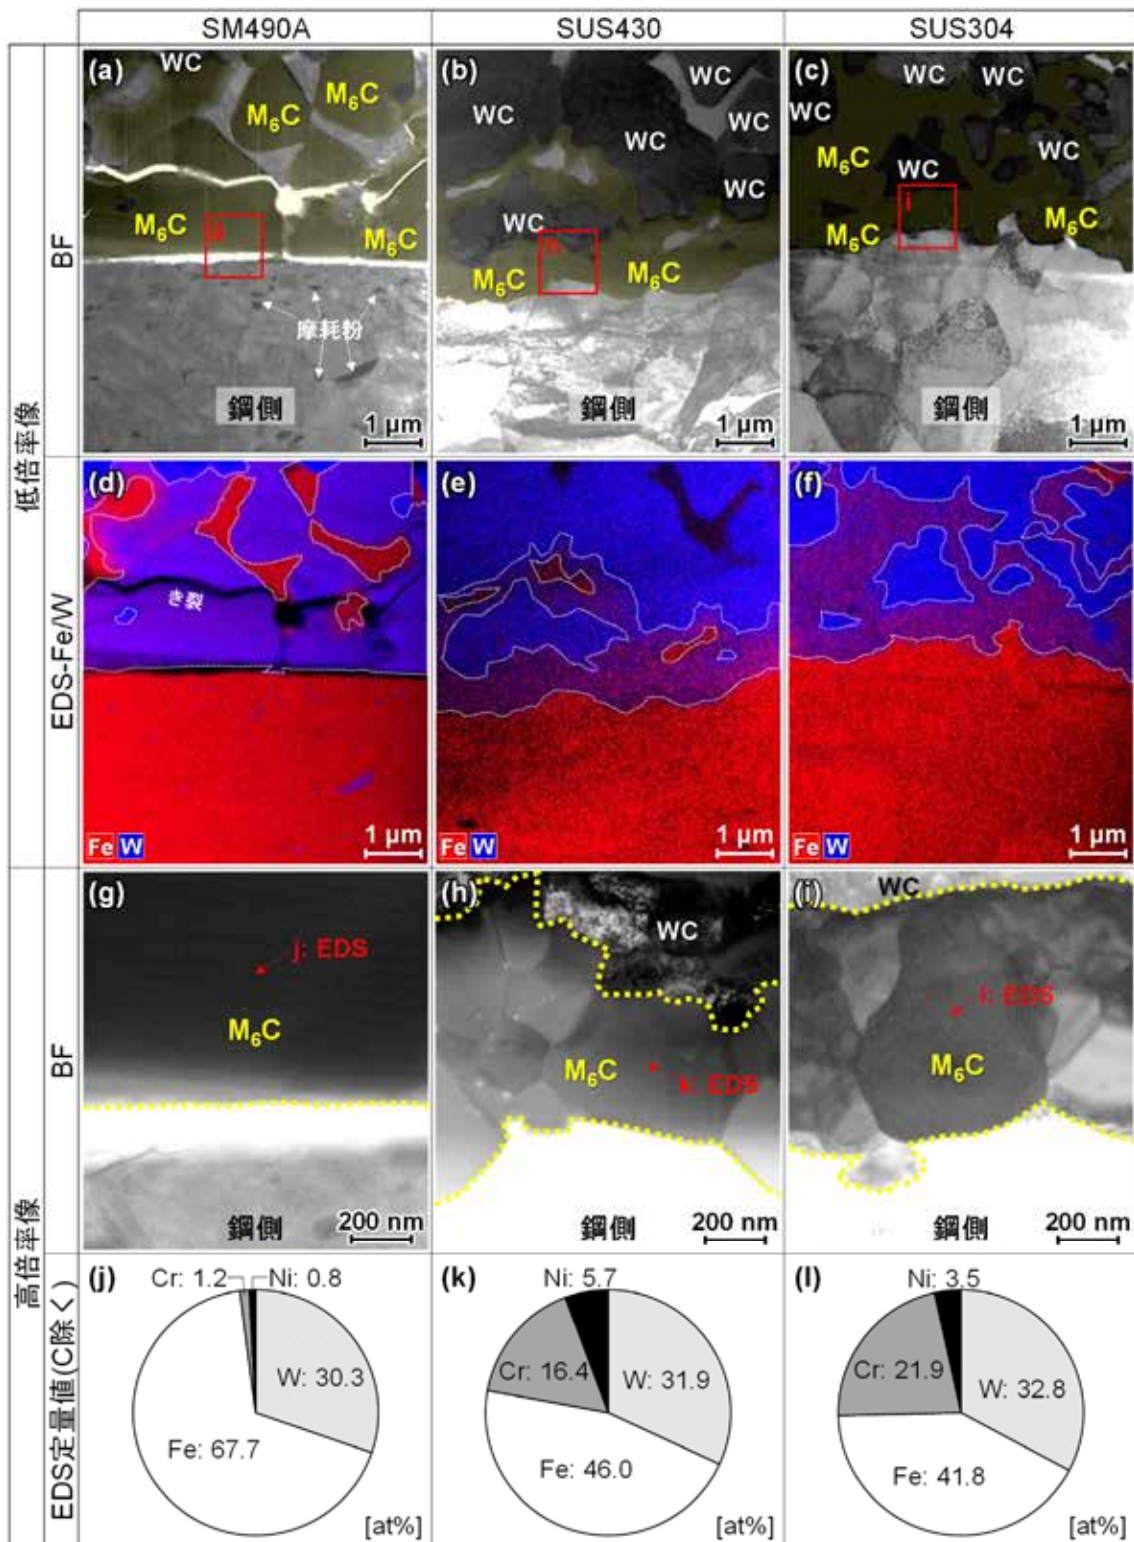 SM490A SUS430 SUS304
低倍率像
BF
(a) WC M₆C M₆C M₆C M₆C g 摩耗粉 鋼側 1 μm
(b) WC WC WC WC WC WC WC h M₆C M₆C 鋼側 1 μm
(c) WC WC WC WC WC M₆C i M₆C M₆C 鋼側 1 μm
EDS-Fe/W
(d) き裂 Fe W 1 μm
(e) 1 μm
(f) 1 μm
高倍率像
BF
(g) j: EDS M₆C 鋼側 200 nm
(h) WC M₆C k: EDS 鋼側 200 nm
(i) WC l: EDS M₆C 鋼側 200 nm
EDS定量値(C除く)
(j) Cr: 1.2 Ni: 0.8 W: 30.3 Fe: 67.7 [at%]
(k) Ni: 5.7 Cr: 16.4 W: 31.9 Fe: 46.0 [at%]
(l) Ni: 3.5 Cr: 21.9 W: 32.8 Fe: 41.8 [at%]